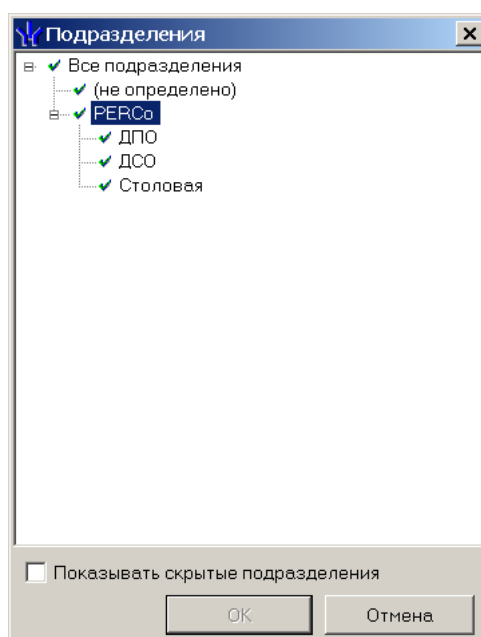 Подразделения
Все подразделения
(не определено)
PERCo
ДПО
ДСО
Столовая
Показывать скрытые подразделения
OK
Отмена